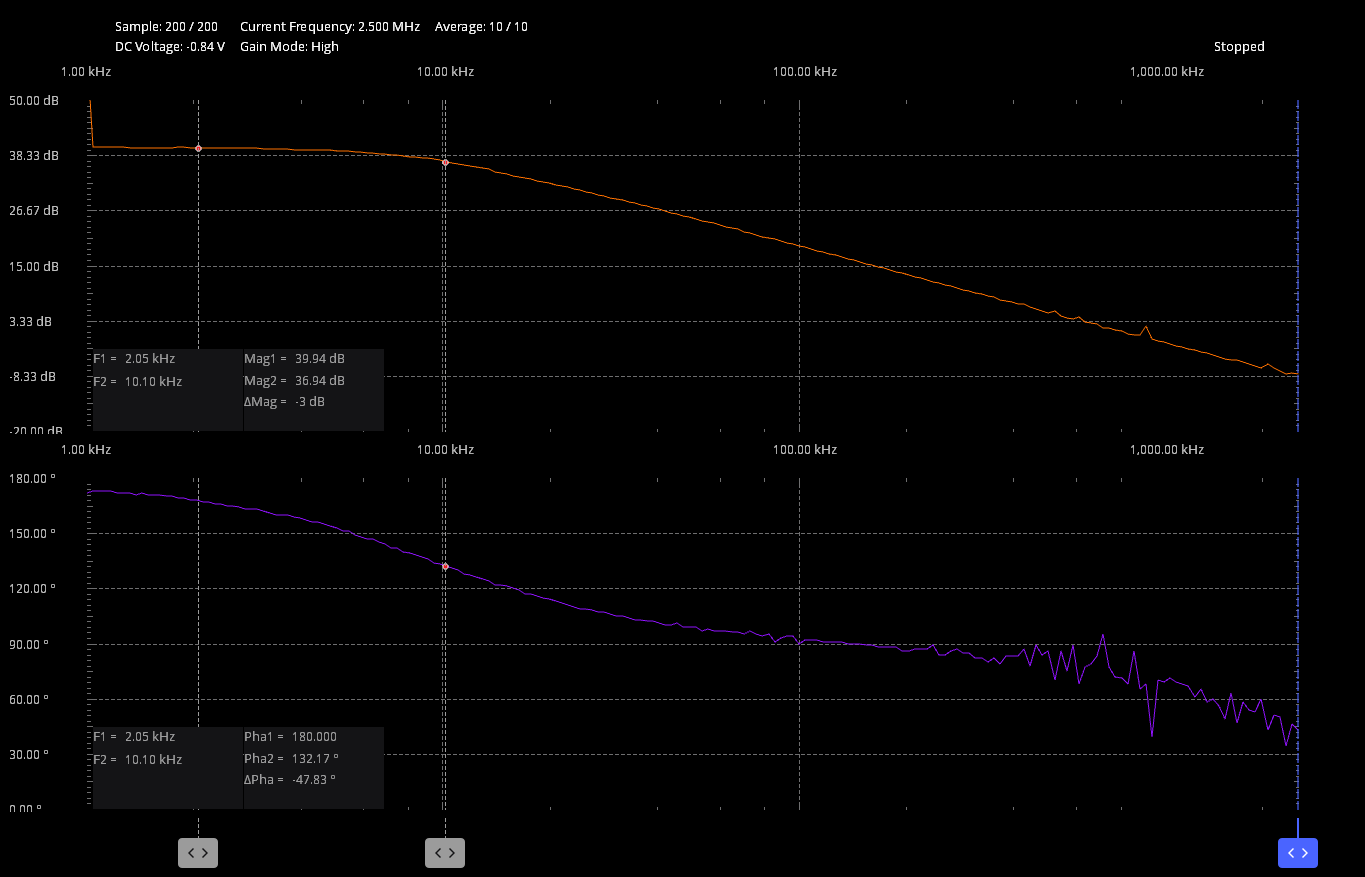 Sample: 200 / 200 Current Frequency: 2.500 MHz Average: 10 / 10
DC Voltage: -0.84 V Gain Mode: High
Stopped
1.00 kHz 10.00 kHz 100.00 kHz 1,000.00 kHz
50.00 dB
38.33 dB
26.67 dB
15.00 dB
3.33 dB
-8.33 dB
-20.00 dB
F1 = 2.05 kHz Mag1 = 39.94 dB
F2 = 10.10 kHz Mag2 = 36.94 dB
ΔMag = -3 dB
1.00 kHz 10.00 kHz 100.00 kHz 1,000.00 kHz
180.00 °
150.00 °
120.00 °
90.00 °
60.00 °
30.00 °
0.00 °
F1 = 2.05 kHz Pha1 = 180.000
F2 = 10.10 kHz Pha2 = 132.17 °
ΔPha = -47.83 °